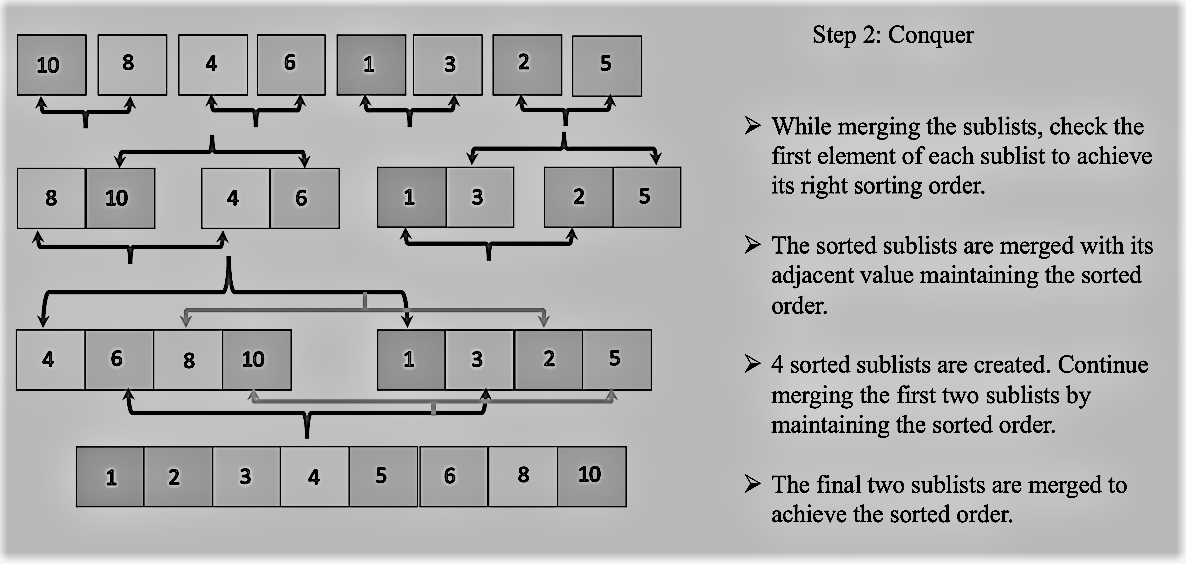 Step 2: Conquer
10 8 4 6 1 3 2 5
8 10 4 6 1 3 2 5
4 6 8 10 1 3 2 5
1 2 3 4 5 6 8 10
➢ While merging the sublists, check the
first element of each sublist to achieve
its right sorting order.
➢ The sorted sublists are merged with its
adjacent value maintaining the sorted
order.
➢ 4 sorted sublists are created. Continue
merging the first two sublists by
maintaining the sorted order.
➢ The final two sublists are merged to
achieve the sorted order.